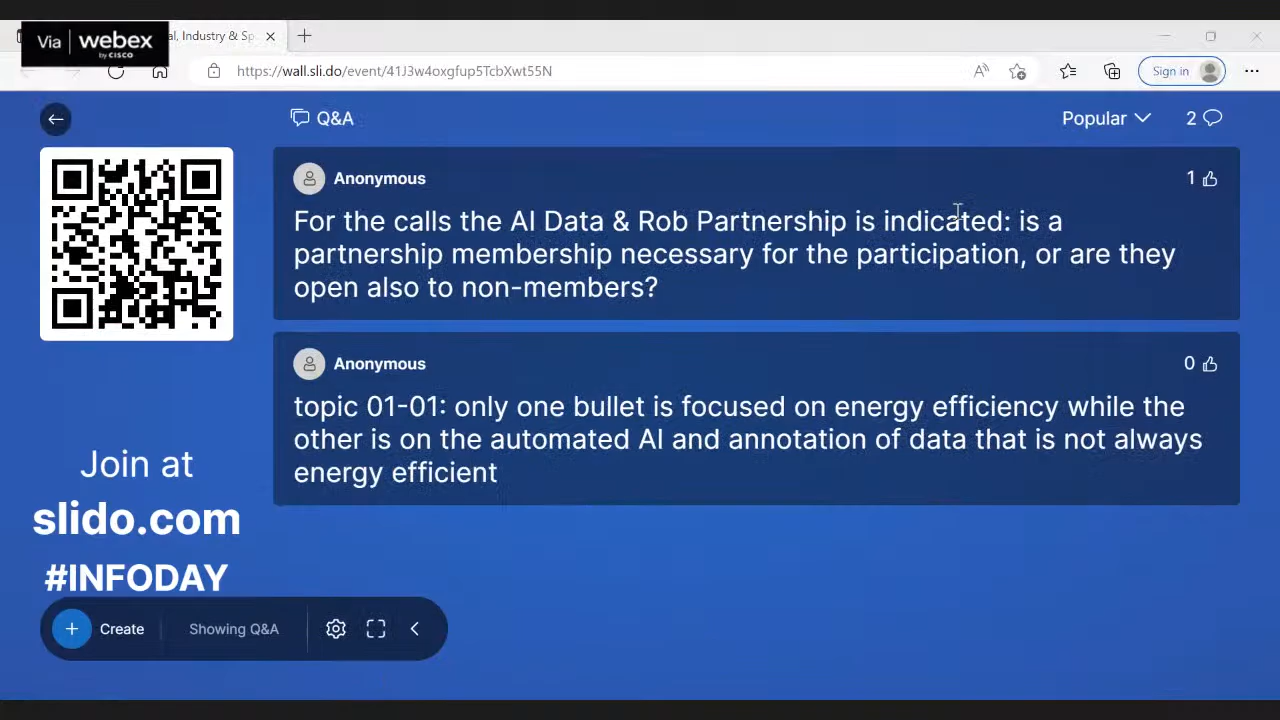 Via webex
by CISCO
al, Industry & Sp
https://wall.sli.do/event/41J3w4oxgfup5TcbXwt55N
Sign in
Q&A
Popular
2
Anonymous
1
For the calls the AI Data & Rob Partnership is indicated: is a
partnership membership necessary for the participation, or are they
open also to non-members?
Anonymous
0
topic 01-01: only one bullet is focused on energy efficiency while the
other is on the automated AI and annotation of data that is not always
energy efficient
Join at
slido.com
#INFODAY
Create
Showing Q&A